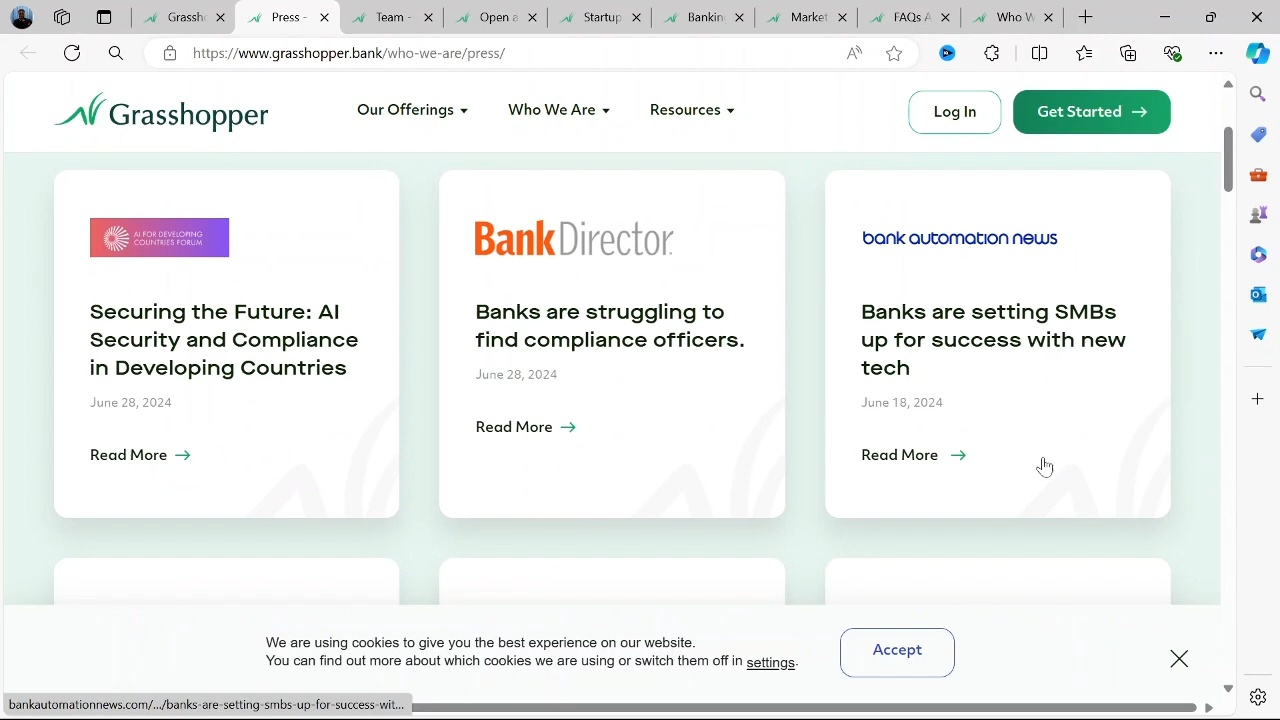 Grasshopper
Press -
Team -
Open a
Startup
Bankin
Market
FAQs A
Who W
https://www.grasshopper.bank/who-we-are/press/
Grasshopper
Our Offerings
Who We Are
Resources
Log In
Get Started
AI FOR DEVELOPING
COUNTRIES FORUM
Securing the Future: AI
Security and Compliance
in Developing Countries
June 28, 2024
Read More
BankDirector.
Banks are struggling to
find compliance officers.
June 28, 2024
Read More
bank automation news
Banks are setting SMBs
up for success with new
tech
June 18, 2024
Read More
We are using cookies to give you the best experience on our website.
You can find out more about which cookies we are using or switch them off in settings.
Accept
bankautomationnews.com/.../banks-are-setting-smbs-up-for-success-wit...